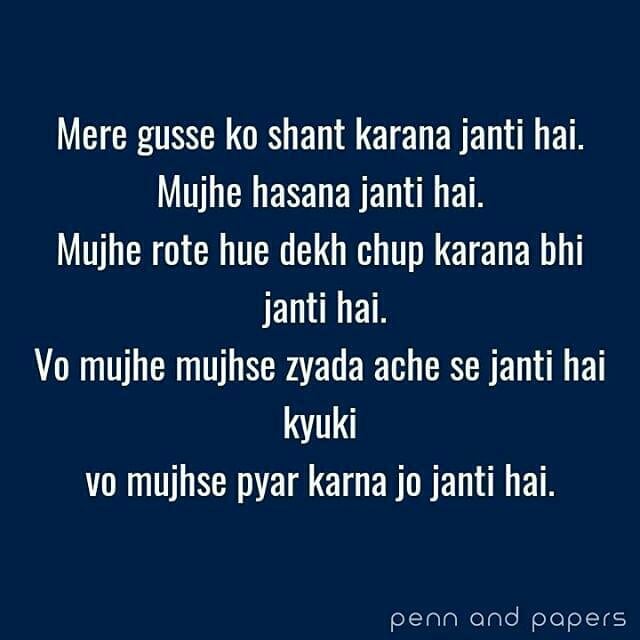 Mere gusse ko shant karana janti hai.
Mujhe hasana janti hai.
Mujhe rote hue dekh chup karana bhi
janti hai.
Vo mujhe mujhse zyada ache se janti hai
kyuki
vo mujhse pyar karna jo janti hai.
penn and papers